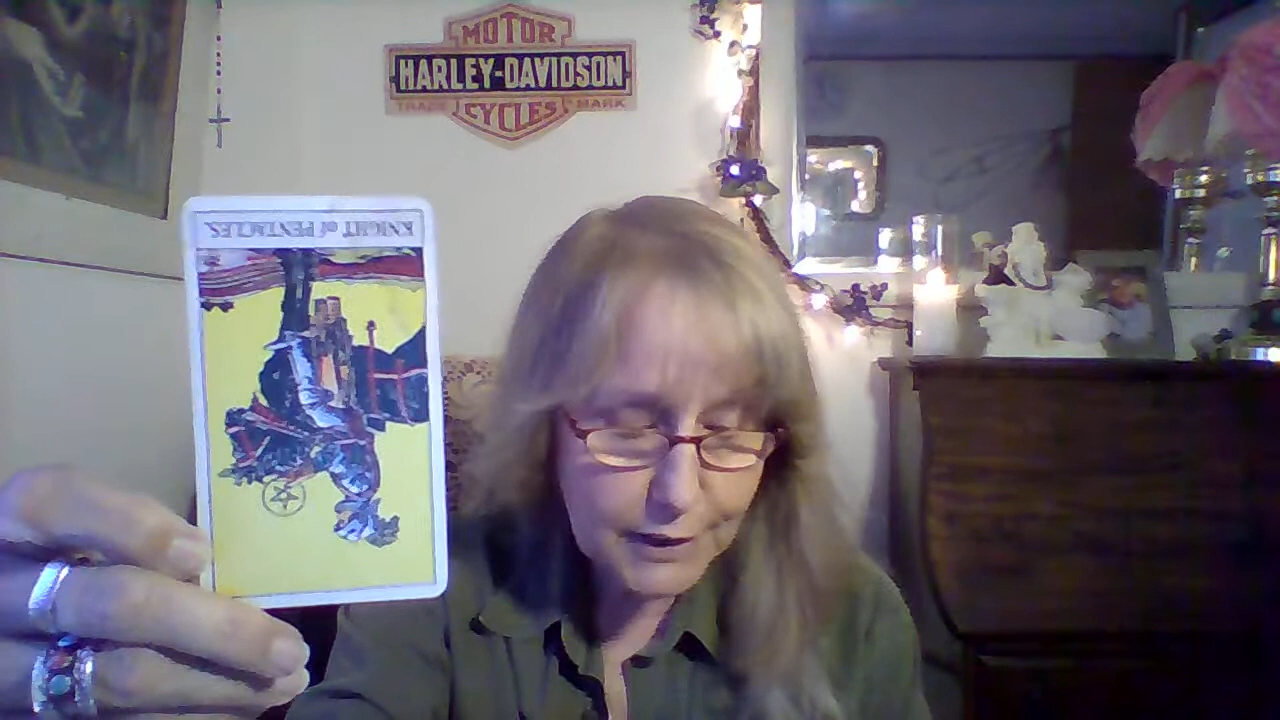 MOTOR
HARLEY-DAVIDSON
TRADE CYCLES MARK
KNIGHT of PENTACLES.